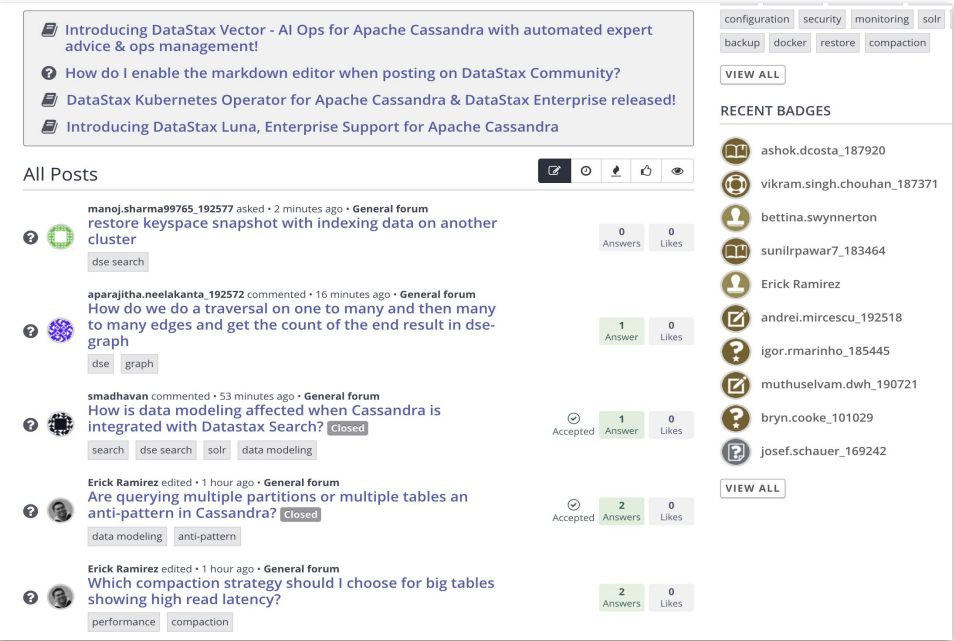 Introducing DataStax Vector - AI Ops for Apache Cassandra with automated expert
advice & ops management!
How do I enable the markdown editor when posting on DataStax Community?
DataStax Kubernetes Operator for Apache Cassandra & DataStax Enterprise released!
Introducing DataStax Luna, Enterprise Support for Apache Cassandra
All Posts
manoj.sharma99765_192577 asked • 2 minutes ago • General forum
restore keyspace snapshot with indexing data on another
cluster
dse search
0 Answers
0 Likes
aparajitha.neelakanta_192572 commented • 16 minutes ago • General forum
How do we do a traversal on one to many and then many
to many edges and get the count of the end result in dse-
graph
dse graph
1 Answer
0 Likes
smadhavan commented • 53 minutes ago • General forum
How is data modeling affected when Cassandra is
integrated with Datastax Search? Closed
search dse search solr data modeling
Accepted
1 Answer
0 Likes
Erick Ramirez edited • 1 hour ago • General forum
Are querying multiple partitions or multiple tables an
anti-pattern in Cassandra? Closed
data modeling anti-pattern
Accepted
2 Answers
0 Likes
Erick Ramirez edited • 1 hour ago • General forum
Which compaction strategy should I choose for big tables
showing high read latency?
performance compaction
2 Answers
0 Likes
configuration security monitoring solr
backup docker restore compaction
VIEW ALL
RECENT BADGES
ashok.dcosta_187920
vikram.singh.chouhan_187371
bettina.swynnerton
sunilrpawar7_183464
Erick Ramirez
andrei.mircescu_192518
igor.rmarinho_185445
muthuselvam.dwh_190721
bryn.cooke_101029
josef.schauer_169242
VIEW ALL